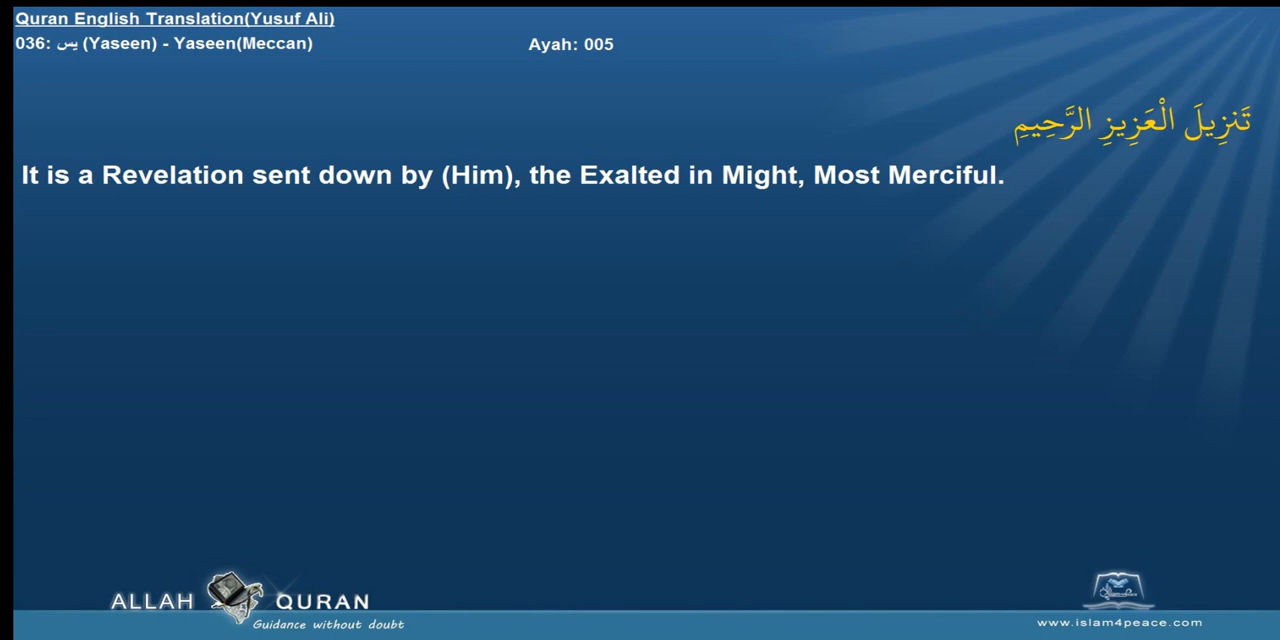 Quran English Translation(Yusuf Ali)
036: يس (Yaseen) - Yaseen(Meccan)
Ayah: 005
تَنزِيلَ الْعَزِيزِ الرَّحِيمِ
It is a Revelation sent down by (Him), the Exalted in Might, Most Merciful.
ALLAH QURAN
Guidance without doubt
www.islam4peace.com